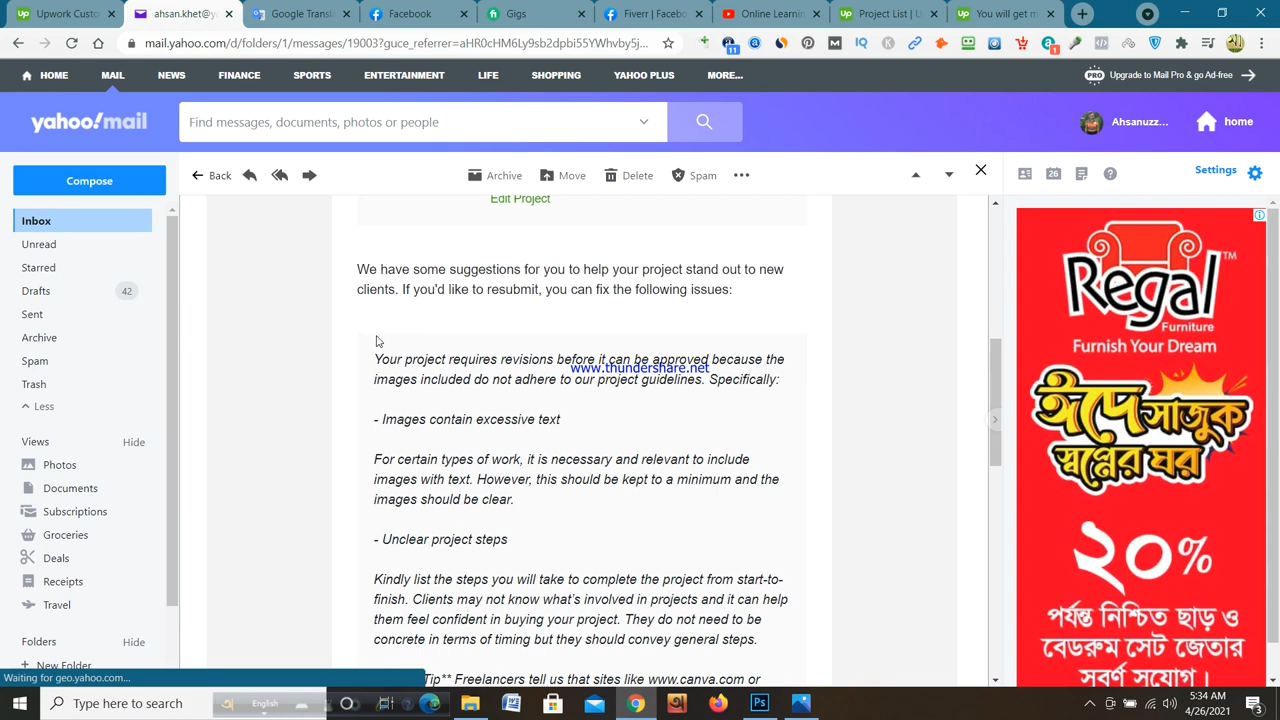 Upwork Custo
ahsan.khet@y
Google Transl
Facebook
Gigs
Fiverr | Facebo
Online Learnin
Project List | U
You will get m
mail.yahoo.com/d/folders/1/messages/19003?guce_referrer=aHR0cHM6Ly9sb2dpbi55YWhvby5j...
11
1
HOME
MAIL
NEWS
FINANCE
SPORTS
ENTERTAINMENT
LIFE
SHOPPING
YAHOO PLUS
MORE...
PRO
Upgrade to Mail Pro & go Ad-free
yahoo!mail
Find messages, documents, photos or people
Ahsanuzz...
home
Compose
Back
Archive
Move
Delete
Spam
26
Settings
Inbox
Unread
Starred
Drafts 42
Sent
Archive
Spam
Trash
Less
Views Hide
Photos
Documents
Subscriptions
Groceries
Deals
Receipts
Travel
Folders Hide
New Folder
Edit Project
We have some suggestions for you to help your project stand out to new
clients. If you'd like to resubmit, you can fix the following issues:
Your project requires revisions before it can be approved because the
www.thundershare.net
images included do not adhere to our project guidelines. Specifically:
- Images contain excessive text
For certain types of work, it is necessary and relevant to include
images with text. However, this should be kept to a minimum and the
images should be clear.
- Unclear project steps
Kindly list the steps you will take to complete the project from start-to-
finish. Clients may not know what's involved in projects and it can help
them feel confident in buying your project. They do not need to be
concrete in terms of timing but they should convey general steps.
Tip** Freelancers tell us that sites like www.canva.com or
REGAL™
Furniture
Furnish Your Dream
ঈদে সাজুক
স্বপ্নের ঘর
২০%
পর্যন্ত নিশ্চিত ছাড় ও
বেডরুম সেট জেতার
সুবর্ণ সুযোগ।
Waiting for geo.yahoo.com...
Type here to search
English
5:34 AM
4/26/2021
3